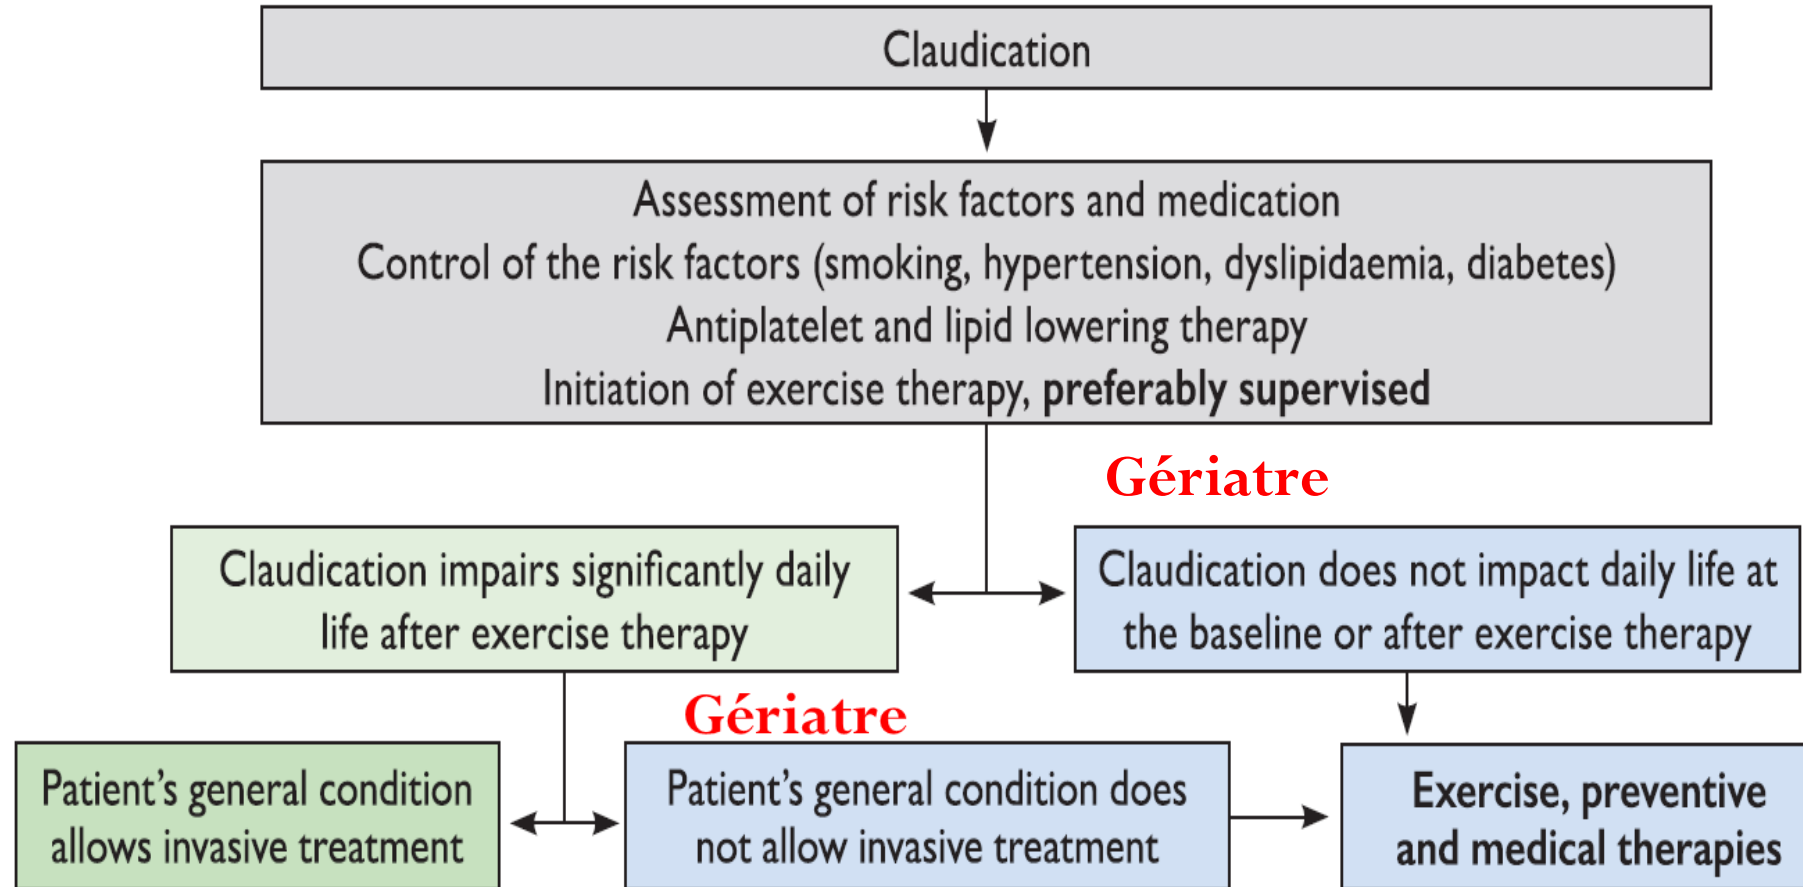 Claudication
Assessment of risk factors and medication
Control of the risk factors (smoking, hypertension, dyslipidaemia, diabetes)
Antiplatelet and lipid lowering therapy
Initiation of exercise therapy, preferably supervised
Gériatre
Claudication impairs significantly daily
life after exercise therapy
Claudication does not impact daily life at
the baseline or after exercise therapy
Gériatre
Patient’s general condition
allows invasive treatment
Patient’s general condition does
not allow invasive treatment
Exercise, preventive
and medical therapies